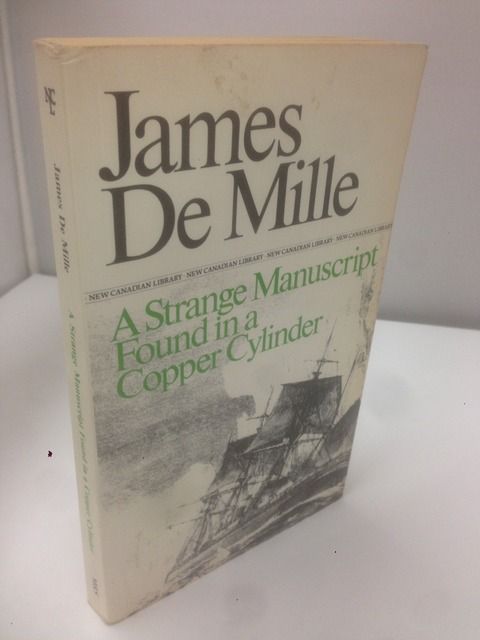 James
De Mille
NEW CANADIAN LIBRARY · NEW CANADIAN LIBRARY · NEW CANADIAN LIBRARY · NEW CANADIAN LIBRARY
A Strange Manuscript
Found in a
Copper Cylinder
James De Mille
A Strange Manuscript Found in a Copper Cylinder